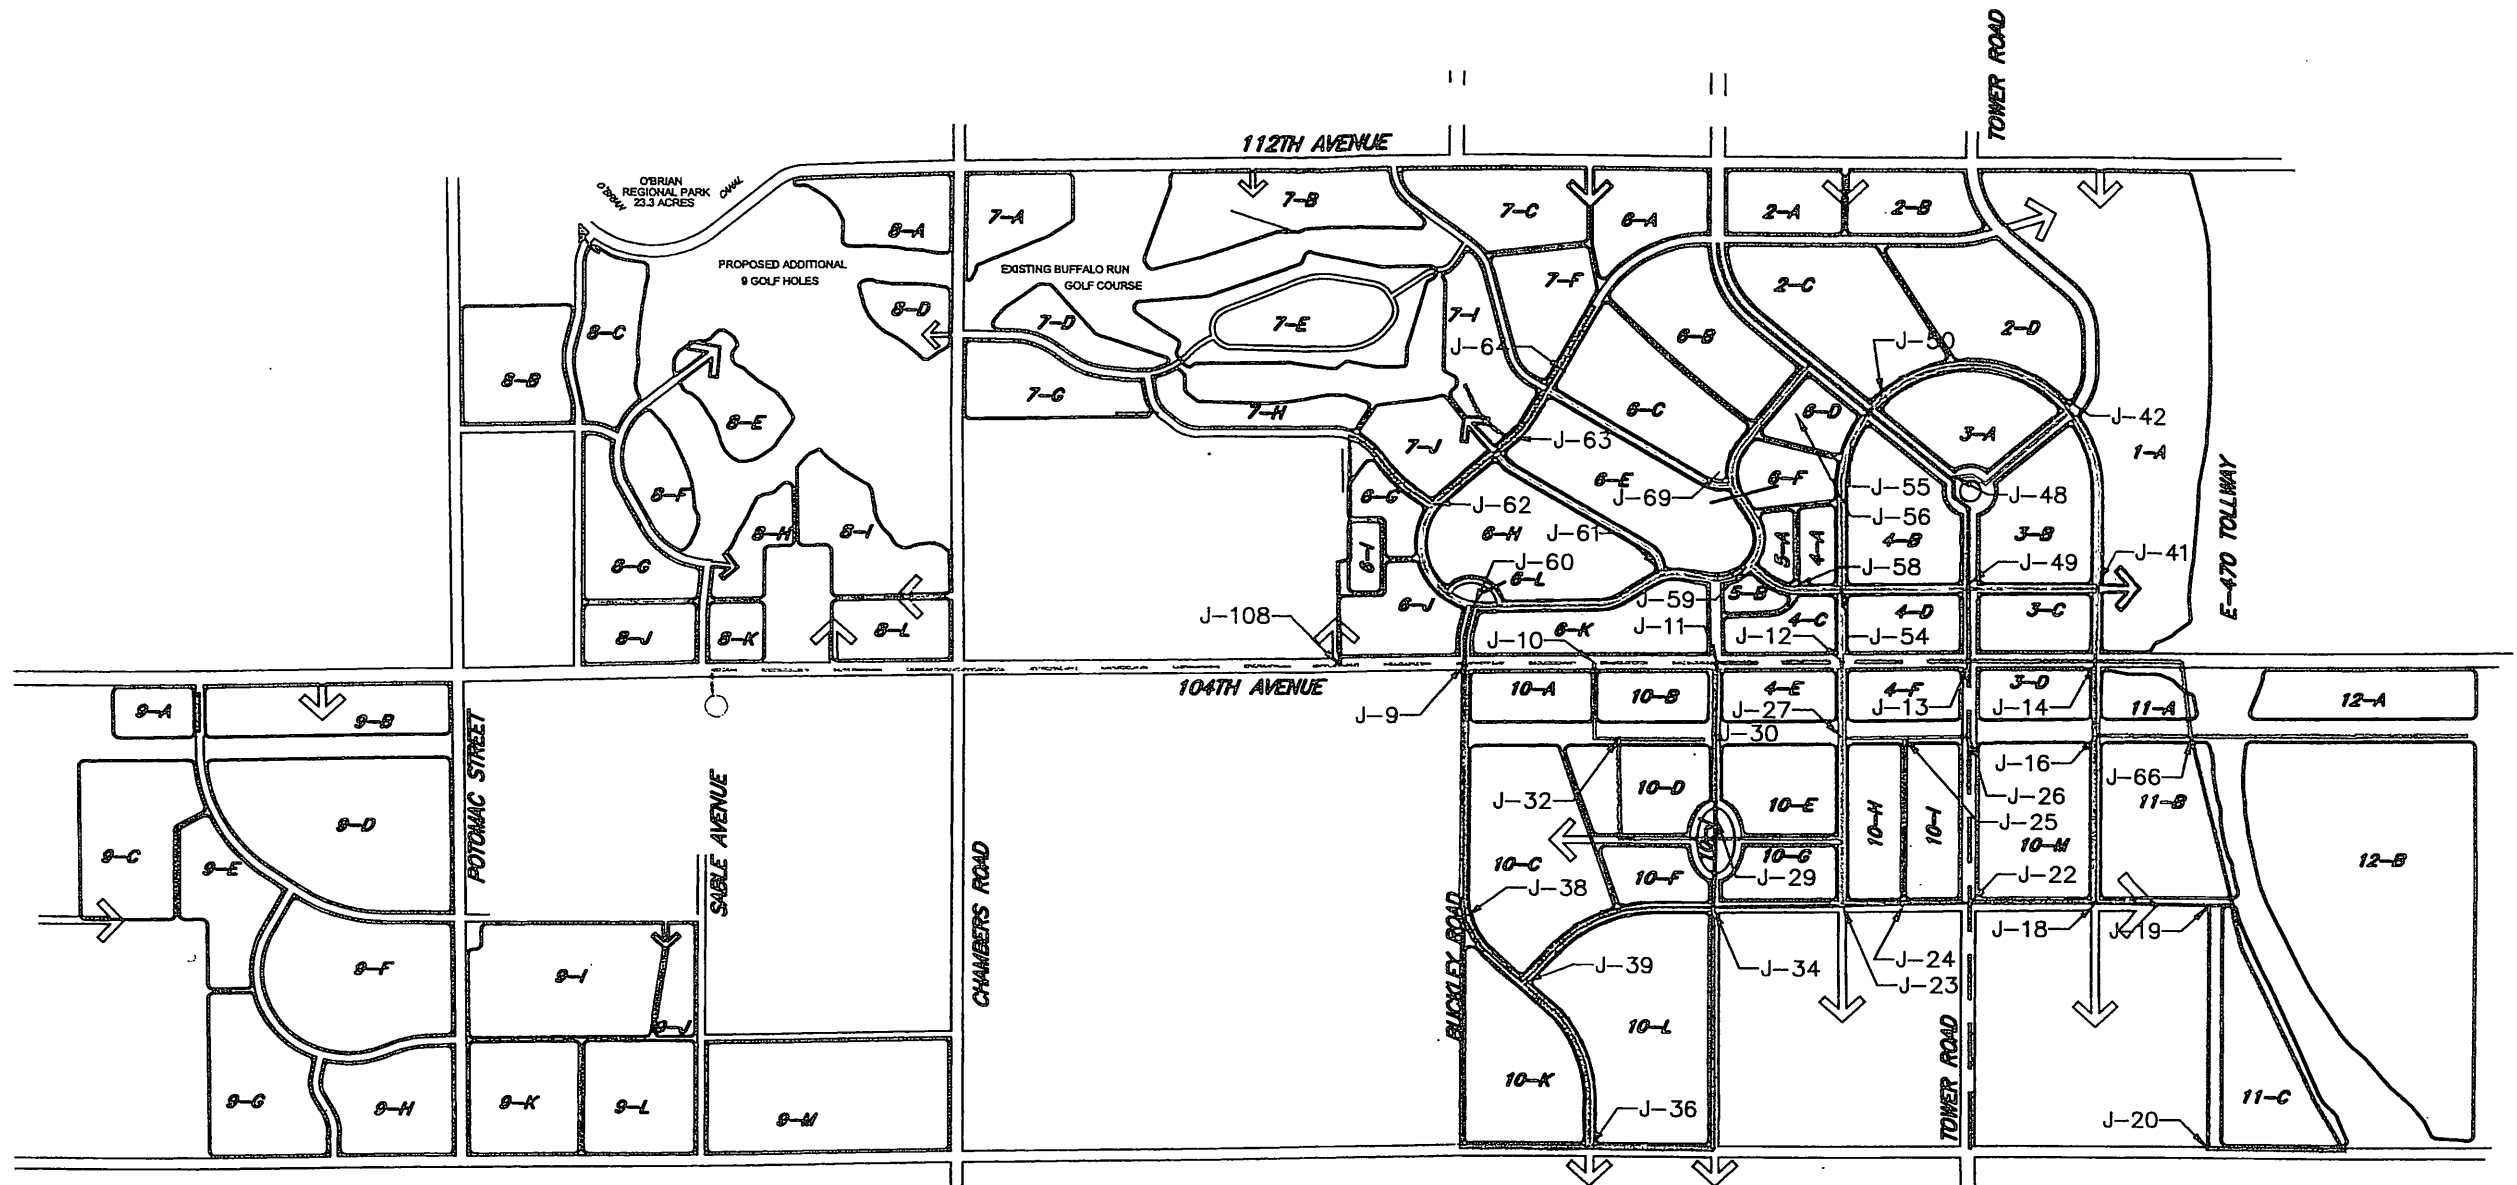 TOWER ROAD
112TH AVENUE
O'BRIAN
REGIONAL PARK
23.3 ACRES
O'BRIAN
CANAL
8-A
7-A
7-B
7-C
6-A
2-A
2-B
PROPOSED ADDITIONAL
9 GOLF HOLES
EXISTING BUFFALO RUN
GOLF COURSE
8-D
7-D
7-E
7-F
7-I
2-C
2-D
8-C
6-B
J-64
J-50
8-B
8-E
7-G
7-H
6-C
6-D
J-42
7-J
J-63
3-A
1-A
8-F
6-G
6-E
J-69
6-F
J-55
J-48
J-62
J-56
8-H
8-I
6-I
6-H
J-61
5-A
4-A
4-B
3-B
E-470 TOLLWAY
8-G
J-60
6-L
J-58
J-49
J-41
6-J
J-59
5-B
J-108
8-J
8-K
8-L
J-10
6-K
J-11
4-C
J-12
J-54
4-D
3-C
104TH AVENUE
9-A
9-B
J-9
10-A
10-B
4-E
J-27
4-F
J-13
3-D
J-14
11-A
12-A
J-30
POTOMAC STREET
SABLE AVENUE
J-16
J-66
9-C
9-D
9-E
J-32
10-D
10-E
10-H
10-I
J-26
J-25
11-B
10-M
10-C
10-F
10-G
J-29
J-22
12-B
CHAMBERS ROAD
BUCKLEY ROAD
J-38
J-18
J-19
9-F
9-I
9-J
J-39
J-34
J-24
J-23
10-L
TOWER ROAD
9-G
9-H
9-K
9-L
9-M
10-K
J-36
J-20
11-C